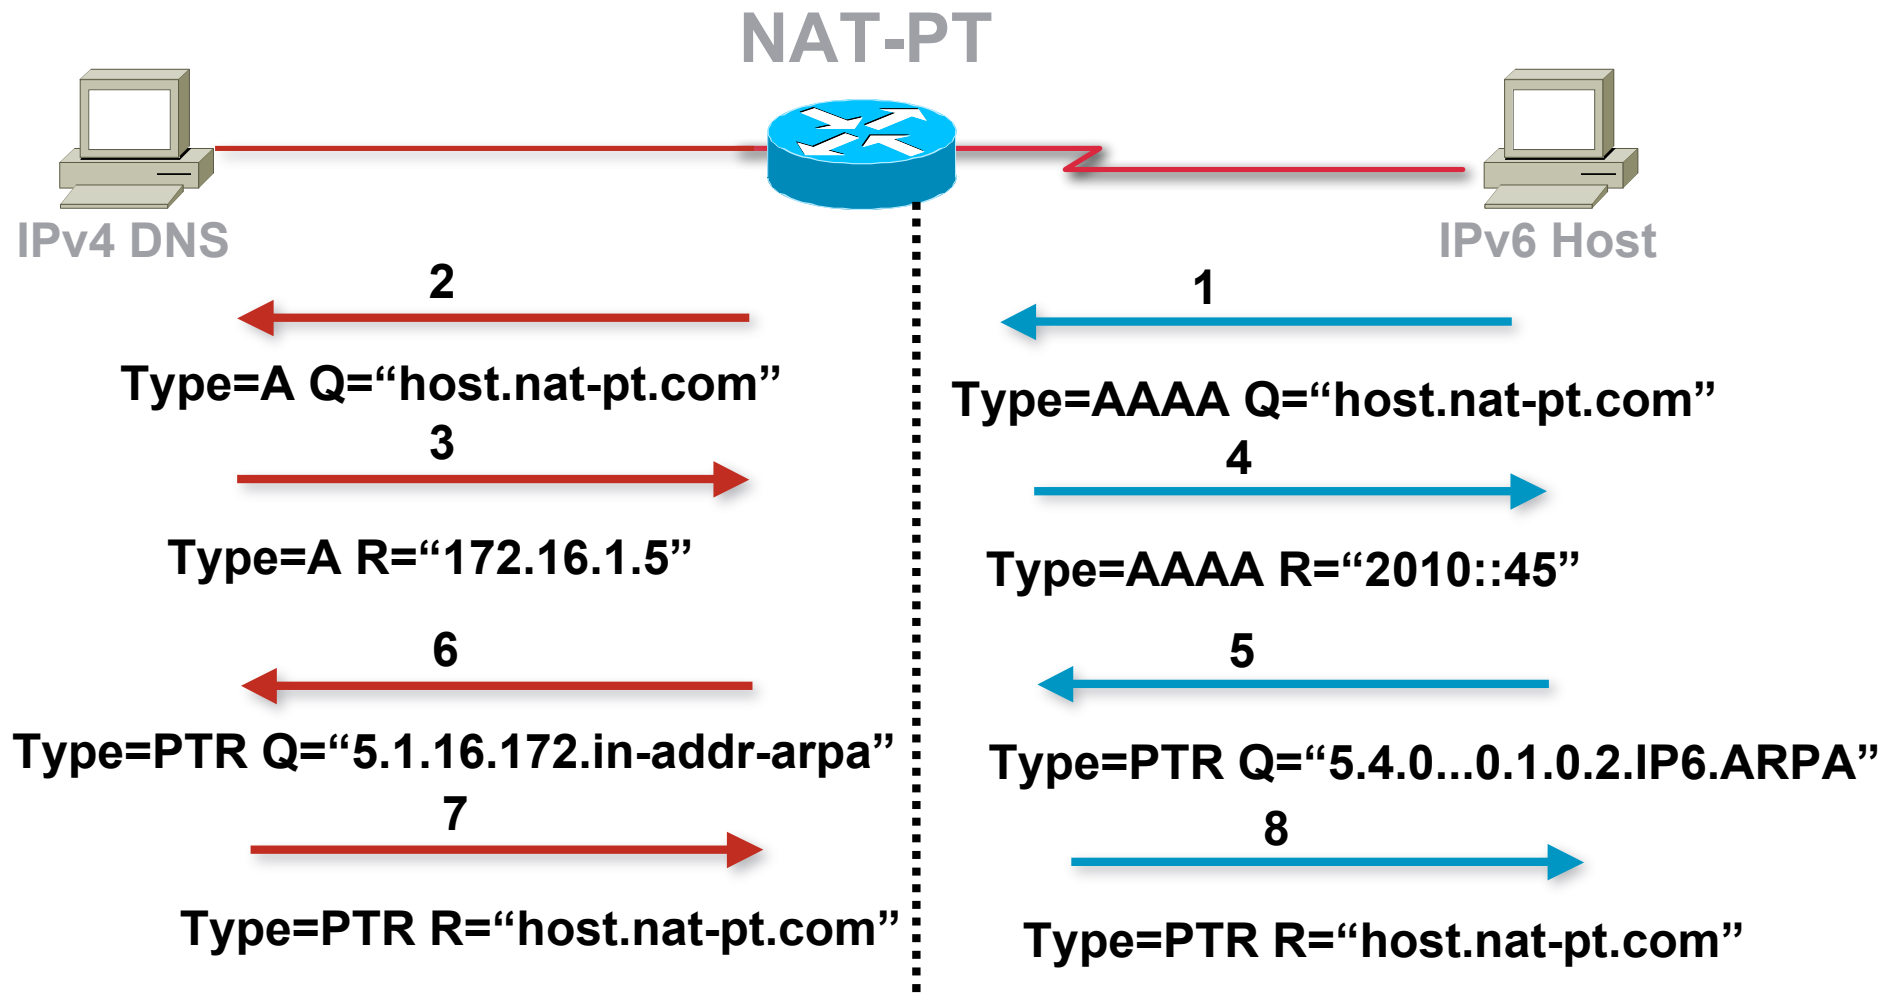 NAT-PT
IPv4 DNS
IPv6 Host
2
1
Type=A Q=“host.nat-pt.com”
Type=AAAA Q=“host.nat-pt.com”
3
4
Type=A R=“172.16.1.5”
Type=AAAA R=“2010::45”
6
5
Type=PTR Q=“5.1.16.172.in-addr-arpa”
Type=PTR Q=“5.4.0...0.1.0.2.IP6.ARPA”
7
8
Type=PTR R=“host.nat-pt.com”
Type=PTR R=“host.nat-pt.com”